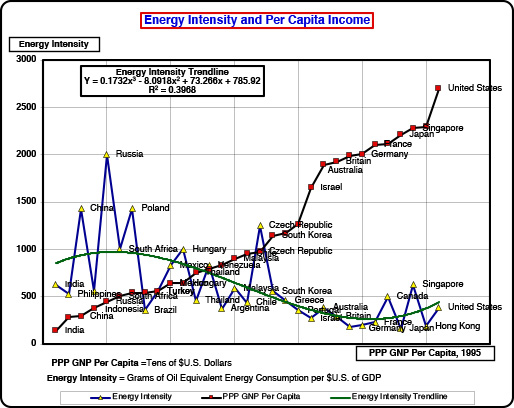 Energy Intensity and Per Capita Income
Energy Intensity
3000
Energy Intensity Trendline
Y = 0.1732x³ - 8.0918x² + 73.266x + 785.92
R² = 0.3968
United States
2500
Singapore
Japan
France
Germany
2000
Russia
Britain
Australia
Israel
1500
China
Poland
Czech Republic
South Korea
1000
South Africa
Hungary
Czech Republic
Malaysia
Mexico
Venezuela
Thailand
India
Mexico
Hungary
Malaysia
Singapore
Philippines
South Africa
Turkey
South Korea
Canada
500
Russia
Thailand
Chile
Greece
Indonesia
Brazil
Argentina
Portugal
Australia
United States
China
Israel
Britain
France
India
Germany
Japan
Hong Kong
0
PPP GNP Per Capita, 1995
PPP GNP Per Capita =Tens of $U.S. Dollars
Energy Intensity = Grams of Oil Equivalent Energy Consumption per $U.S. of GDP
Energy Intensity
PPP GNP Per Capita
Energy Intensity Trendline